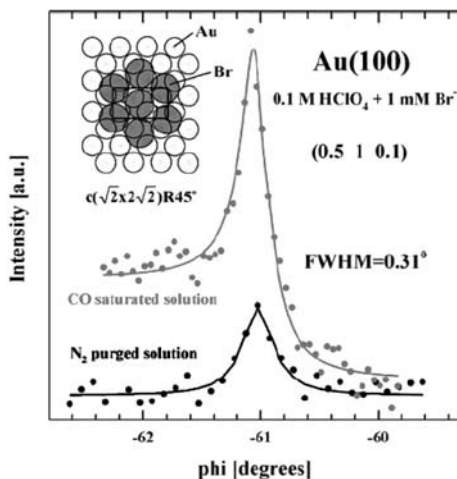 Au
Br
Au(100)
0.1 M HClO₄ + 1 mM Br⁻
(0.5 1 0.1)
c(√2x2√2)R45°
FWHM=0.31⁰
CO saturated solution
N₂ purged solution
Intensity [a.u.]
-62
-61
-60
phi [degrees]